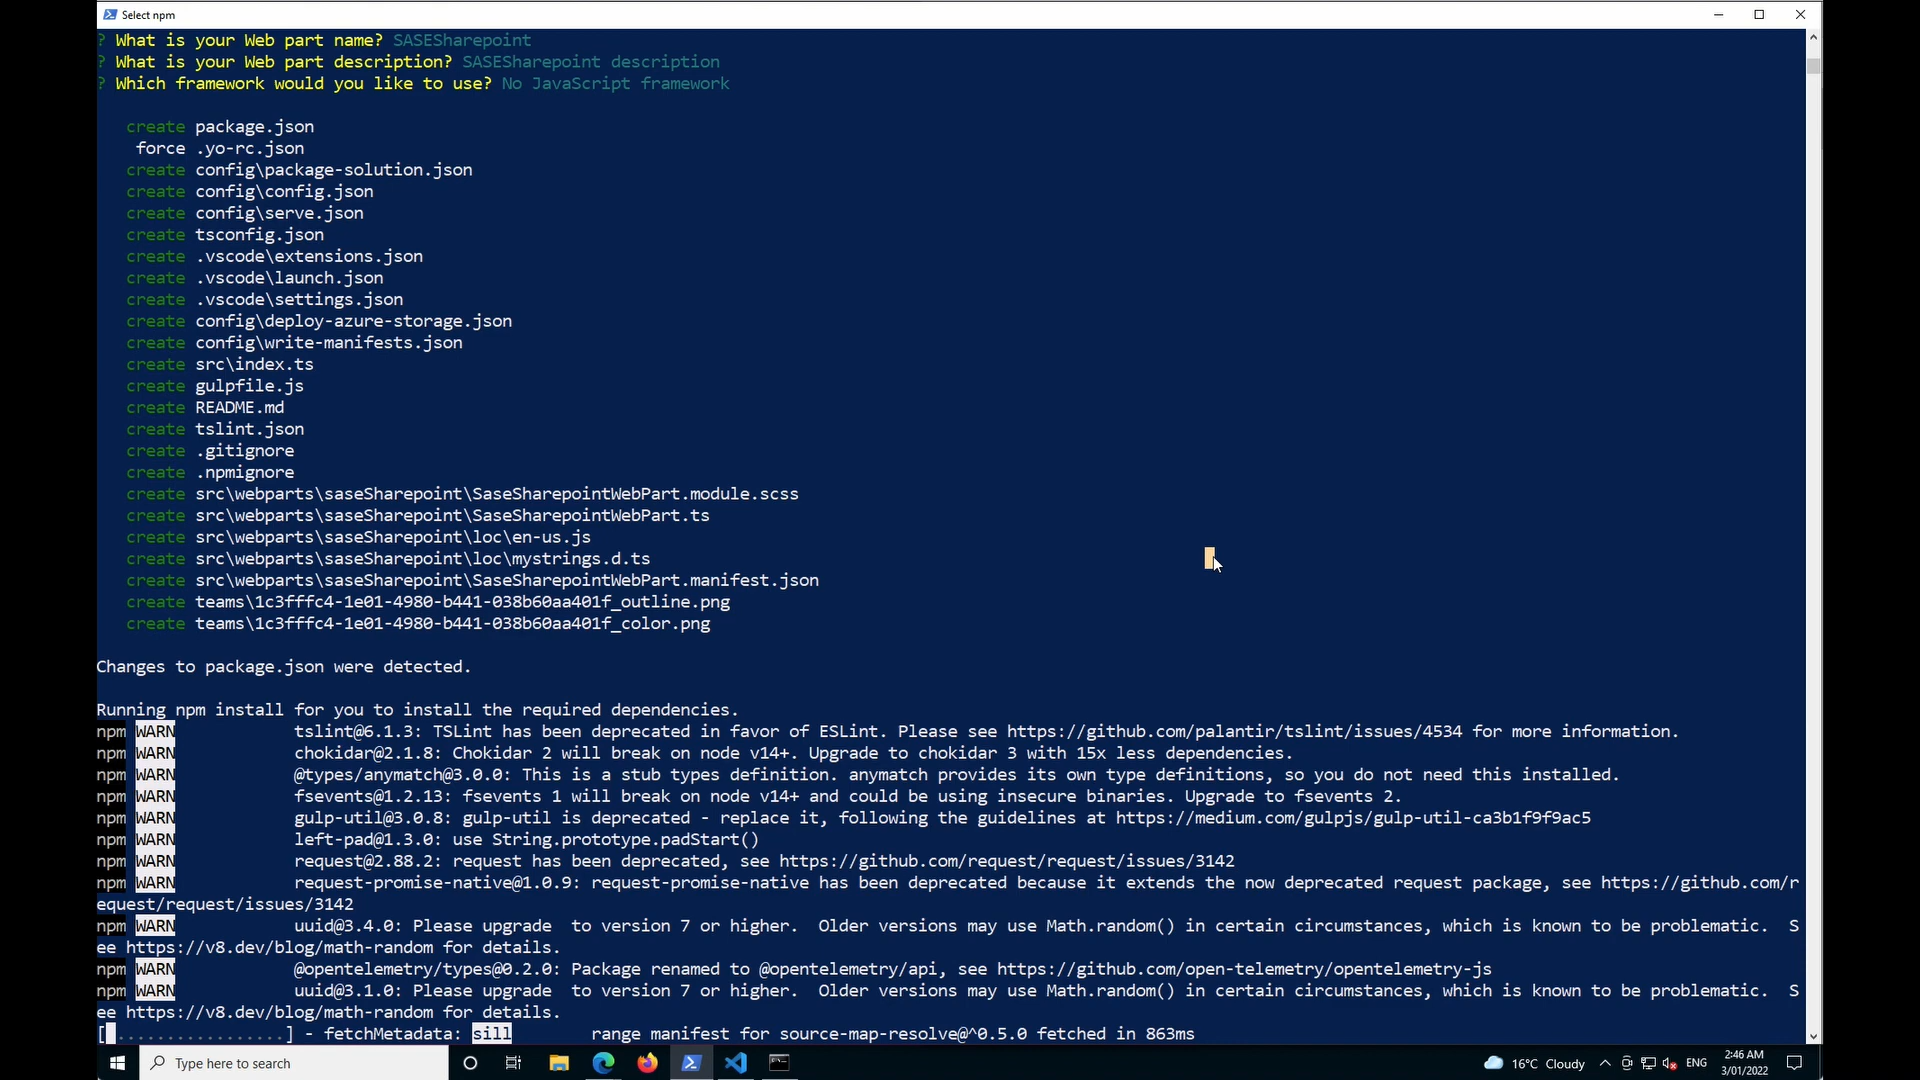 Select npm
? What is your Web part name? SASESharepoint
? What is your Web part description? SASESharepoint description
? Which framework would you like to use? No JavaScript framework
create package.json
force .yo-rc.json
create config\package-solution.json
create config\config.json
create config\serve.json
create tsconfig.json
create .vscode\extensions.json
create .vscode\launch.json
create .vscode\settings.json
create config\deploy-azure-storage.json
create config\write-manifests.json
create src\index.ts
create gulpfile.js
create README.md
create tslint.json
create .gitignore
create .npmignore
create src\webparts\saseSharepoint\SaseSharepointWebPart.module.scss
create src\webparts\saseSharepoint\SaseSharepointWebPart.ts
create src\webparts\saseSharepoint\loc\en-us.js
create src\webparts\saseSharepoint\loc\mystrings.d.ts
create src\webparts\saseSharepoint\SaseSharepointWebPart.manifest.json
create teams\1c3fffc4-1e01-4980-b441-038b60aa401f_outline.png
create teams\1c3fffc4-1e01-4980-b441-038b60aa401f_color.png
Changes to package.json were detected.
Running npm install for you to install the required dependencies.
npm WARN tslint@6.1.3: TSLint has been deprecated in favor of ESLint. Please see https://github.com/palantir/tslint/issues/4534 for more information.
npm WARN chokidar@2.1.8: Chokidar 2 will break on node v14+. Upgrade to chokidar 3 with 15x less dependencies.
npm WARN @types/anymatch@3.0.0: This is a stub types definition. anymatch provides its own type definitions, so you do not need this installed.
npm WARN fsevents@1.2.13: fsevents 1 will break on node v14+ and could be using insecure binaries. Upgrade to fsevents 2.
npm WARN gulp-util@3.0.8: gulp-util is deprecated - replace it, following the guidelines at https://medium.com/gulpjs/gulp-util-ca3b1f9f9ac5
npm WARN left-pad@1.3.0: use String.prototype.padStart()
npm WARN request@2.88.2: request has been deprecated, see https://github.com/request/request/issues/3142
npm WARN request-promise-native@1.0.9: request-promise-native has been deprecated because it extends the now deprecated request package, see https://github.com/r
equest/request/issues/3142
npm WARN uuid@3.4.0: Please upgrade  to version 7 or higher.  Older versions may use Math.random() in certain circumstances, which is known to be problematic.  S
ee https://v8.dev/blog/math-random for details.
npm WARN @opentelemetry/types@0.2.0: Package renamed to @opentelemetry/api, see https://github.com/open-telemetry/opentelemetry-js
npm WARN uuid@3.1.0: Please upgrade  to version 7 or higher.  Older versions may use Math.random() in certain circumstances, which is known to be problematic.  S
ee https://v8.dev/blog/math-random for details.
[ .................] - fetchMetadata: sill range manifest for source-map-resolve@^0.5.0 fetched in 863ms
Type here to search
16°C Cloudy
ENG
2:46 AM
3/01/2022